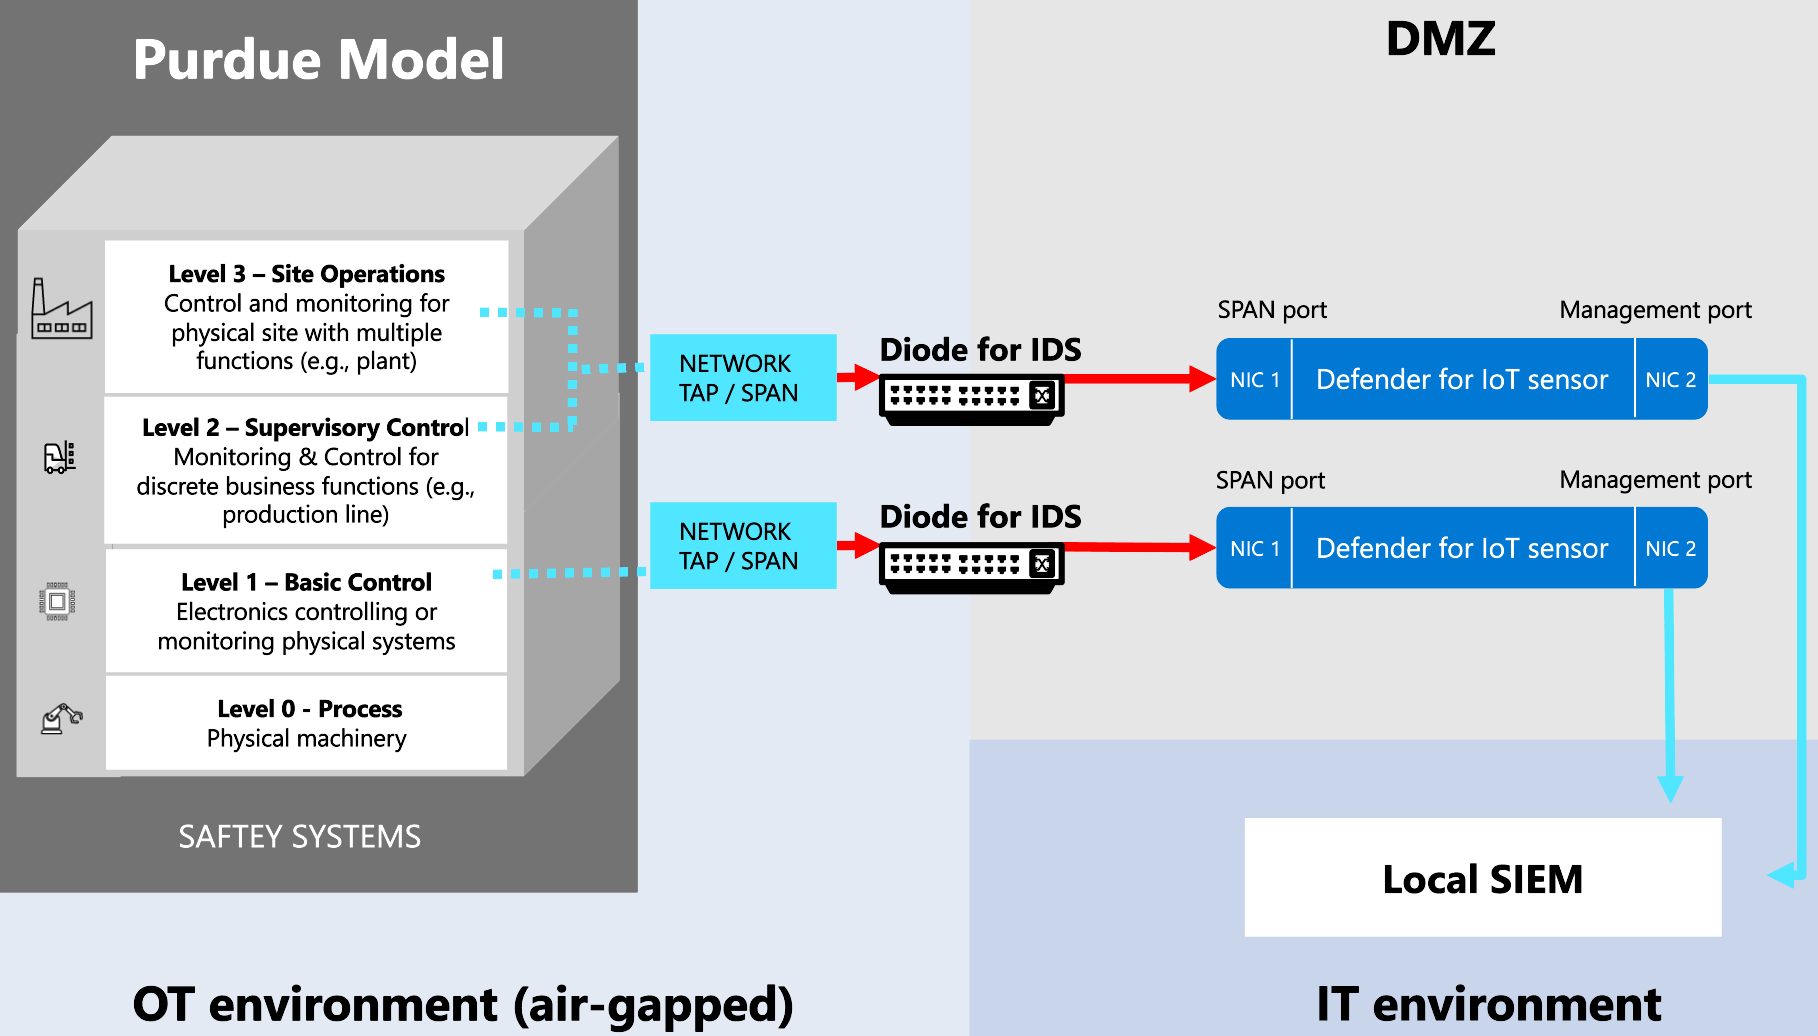 Purdue Model
DMZ
Level 3 – Site Operations
Control and monitoring for
physical site with multiple
functions (e.g., plant)
Level 2 – Supervisory Control
Monitoring & Control for
discrete business functions (e.g.,
production line)
Level 1 – Basic Control
Electronics controlling or
monitoring physical systems
Level 0 - Process
Physical machinery
SAFTEY SYSTEMS
NETWORK
TAP / SPAN
Diode for IDS
SPAN port
Management port
NIC 1
Defender for IoT sensor
NIC 2
NETWORK
TAP / SPAN
Diode for IDS
SPAN port
Management port
NIC 1
Defender for IoT sensor
NIC 2
Local SIEM
OT environment (air-gapped)
IT environment